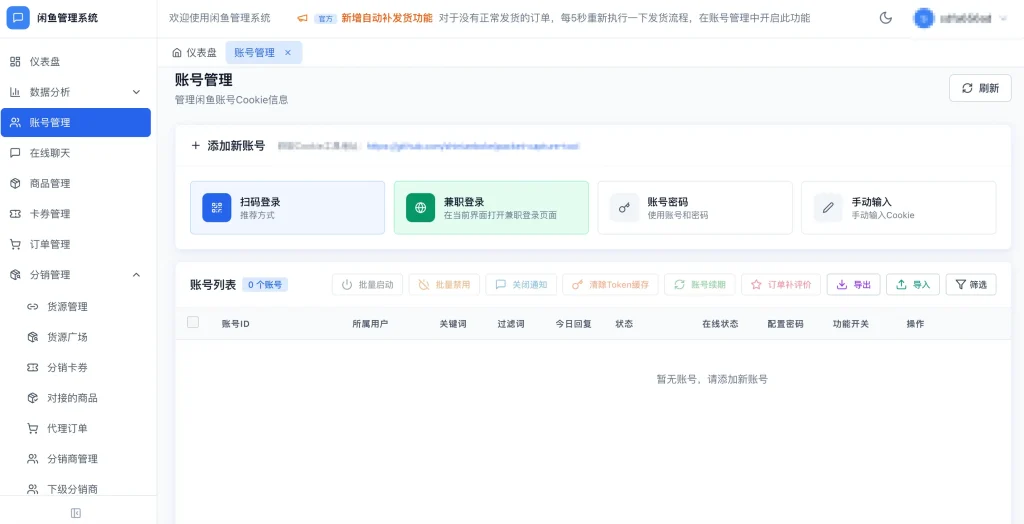 闲鱼管理系统
欢迎使用闲鱼管理系统
官方 新增自动补发货功能 对于没有正常发货的订单，每5秒重新执行一下发货流程，在账号管理中开启此功能
仪表盘
数据分析
账号管理
在线聊天
商品管理
卡券管理
订单管理
分销管理
货源管理
货源广场
分销卡券
对接的商品
代理订单
分销商管理
下级分销商
仪表盘 账号管理 ×
账号管理
管理闲鱼账号Cookie信息
刷新
+ 添加新账号
扫码登录
推荐方式
兼职登录
在当前界面打开兼职登录页面
账号密码
使用账号和密码
手动输入
手动输入Cookie
账号列表 0 个账号 批量启动 批量禁用 关闭通知 清除Token缓存 账号续期 订单补评价 导出 导入 筛选
账号ID 所属用户 关键词 过滤词 今日回复 状态 在线状态 配置密码 功能开关 操作
暂无账号，请添加新账号